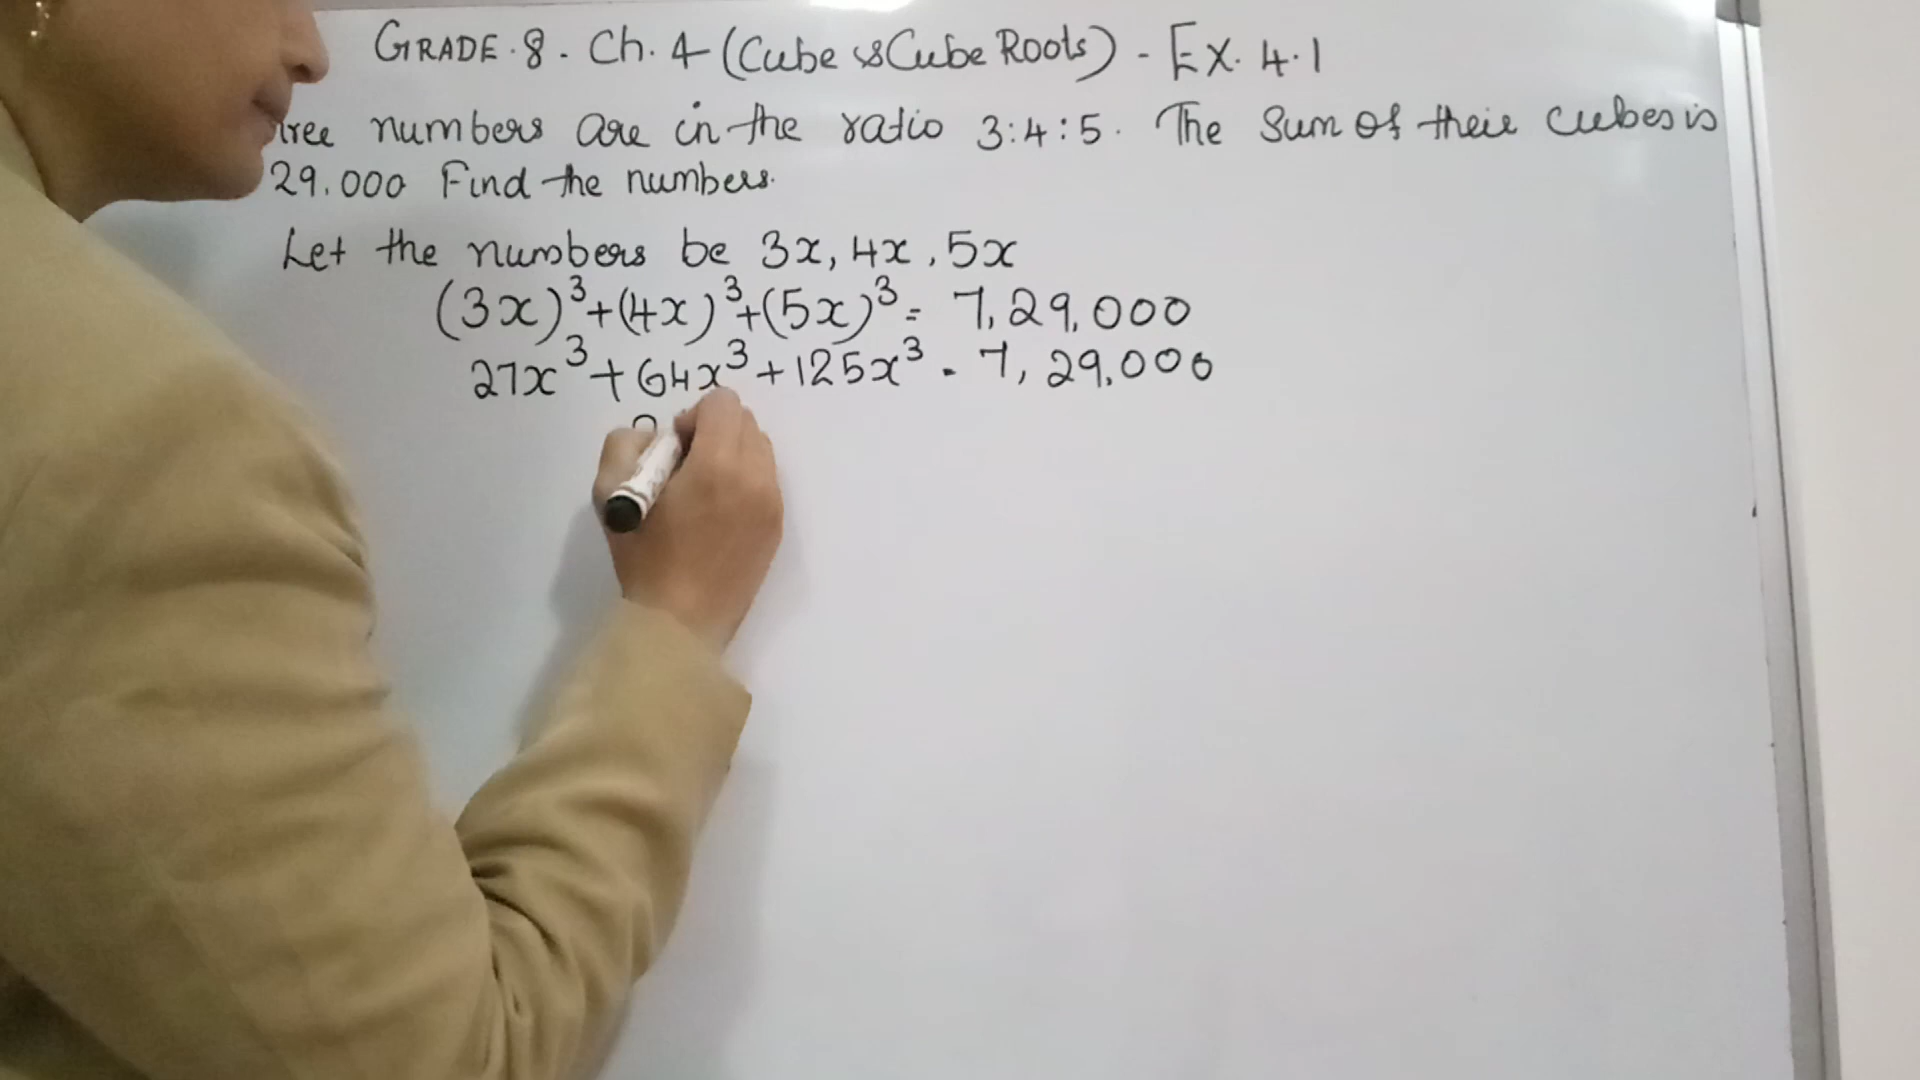 GRADE.8 - Ch. 4 (Cube & Cube Roots) - EX. 4.1
numbers are in the ratio 3:4:5. The Sum of their cubes is
29.000 Find the numbers.
Let the numbers be 3x, 4x, 5x
(3x)³+(4x)³+(5x)³= 7,29,000
27x³+64x³+125x³ - 7,29,000